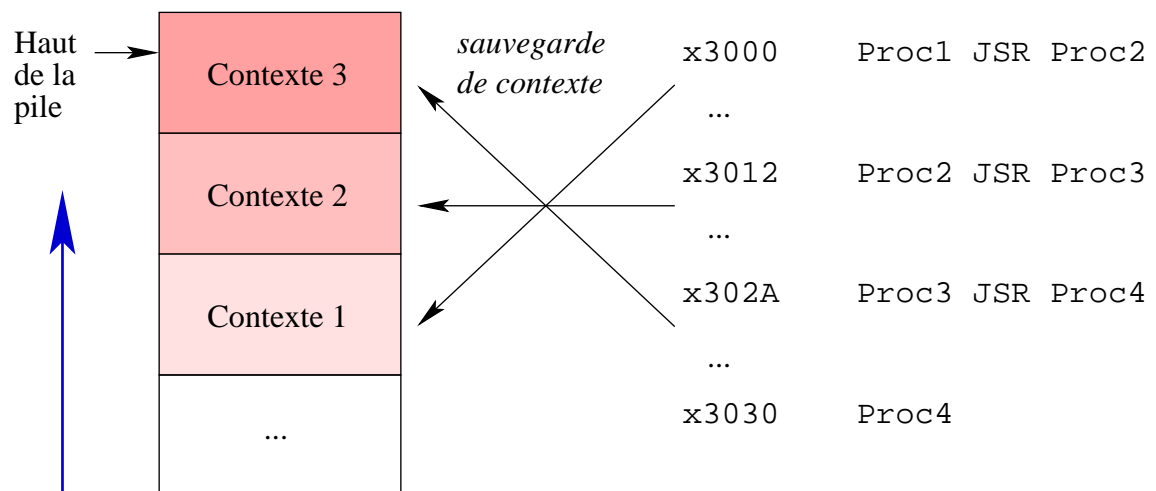 Haut
de la
pile
Contexte 3
Contexte 2
Contexte 1
...
sauvegarde
de contexte
x3000 Proc1 JSR Proc2
...
x3012 Proc2 JSR Proc3
...
x302A Proc3 JSR Proc4
...
x3030 Proc4